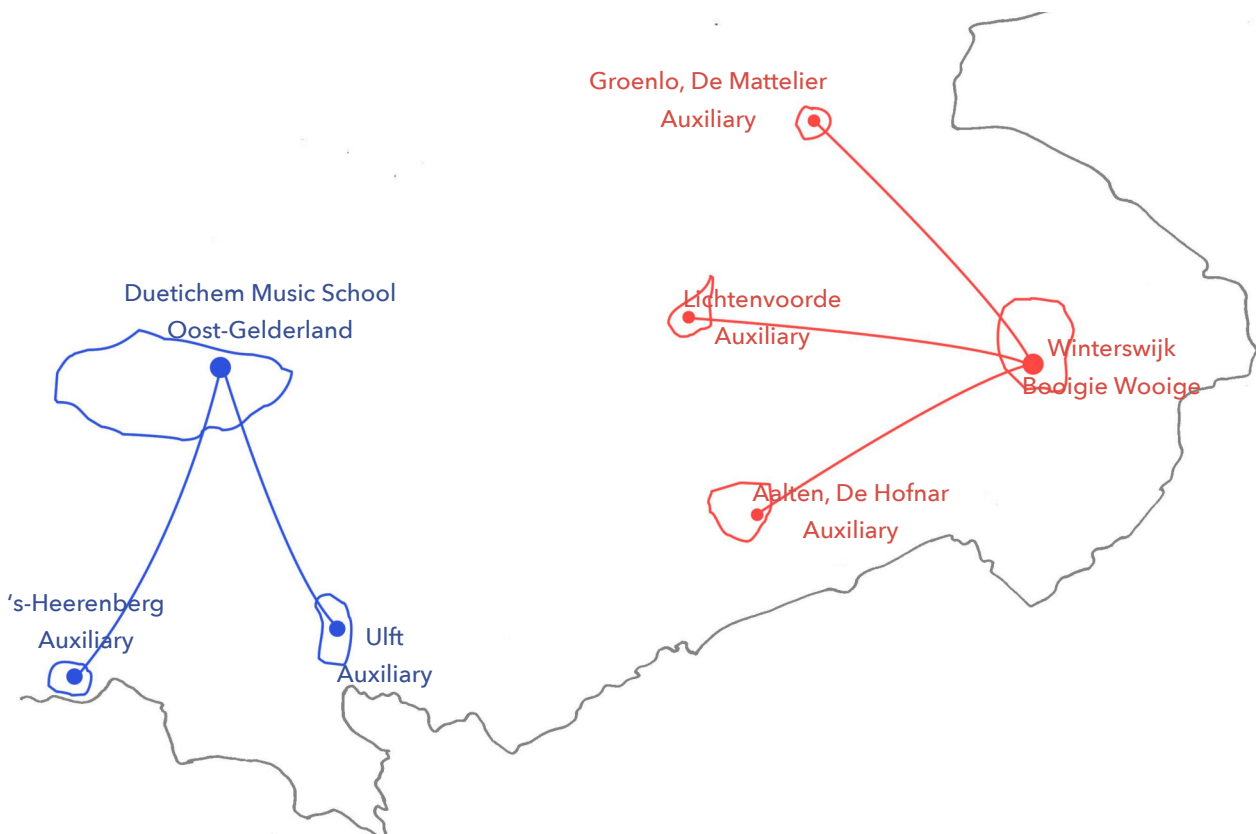 Groenlo, De Mattelier
Auxiliary
Duetichem Music School
Oost-Gelderland
Lichtenvoorde
Auxiliary
Winterswijk
Booigie Wooige
Aalten, De Hofnar
Auxiliary
‘s-Heerenberg
Auxiliary
Ulft
Auxiliary